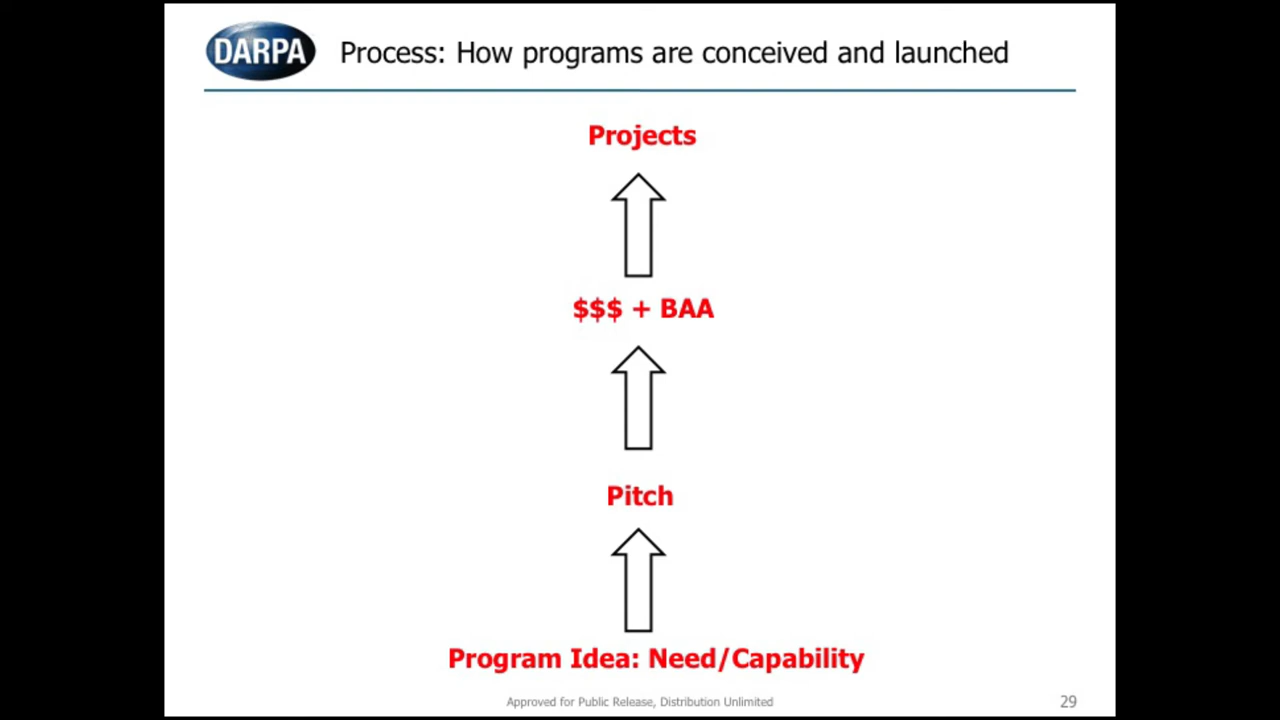 DARPA
Process: How programs are conceived and launched
Projects
$$$ + BAA
Pitch
Program Idea: Need/Capability
Approved for Public Release, Distribution Unlimited
29